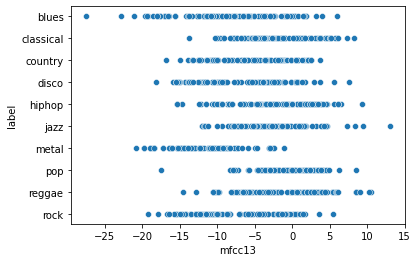 blues
classical
country
disco
hiphop
jazz
metal
pop
reggae
rock
label
−25 −20 −15 −10 −5 0 5 10 15
mfcc13